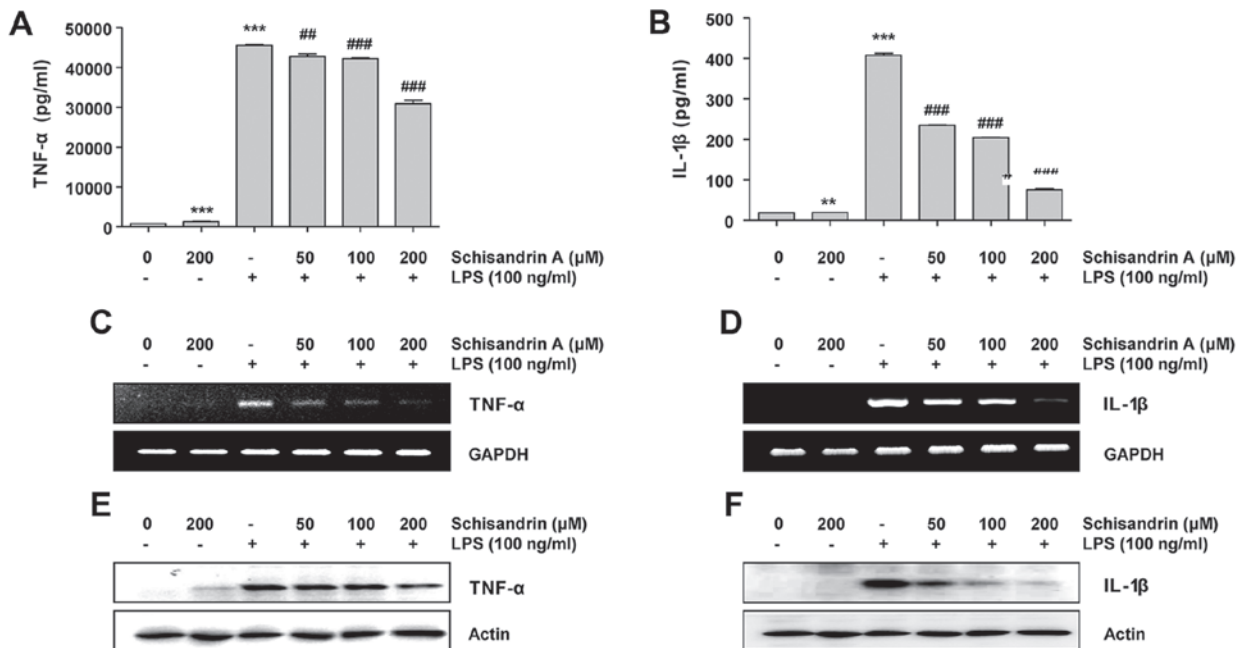 A
50000
40000
30000
20000
10000
0
TNF-α (pg/ml)
***
***
##
###
###
0 200 - 50 100 200 Schisandrin A (µM)
- - + + + + LPS (100 ng/ml)
B
500
400
300
200
100
0
IL-1β (pg/ml)
**
***
###
###
###
0 200 - 50 100 200 Schisandrin A (µM)
- - + + + + LPS (100 ng/ml)
C
0 200 - 50 100 200 Schisandrin A (µM)
- - + + + + LPS (100 ng/ml)
TNF-α
GAPDH
D
0 200 - 50 100 200 Schisandrin A (µM)
- - + + + + LPS (100 ng/ml)
IL-1β
GAPDH
E
0 200 - 50 100 200 Schisandrin (µM)
- - + + + + LPS (100 ng/ml)
TNF-α
Actin
F
0 200 - 50 100 200 Schisandrin (µM)
- - + + + + LPS (100 ng/ml)
IL-1β
Actin